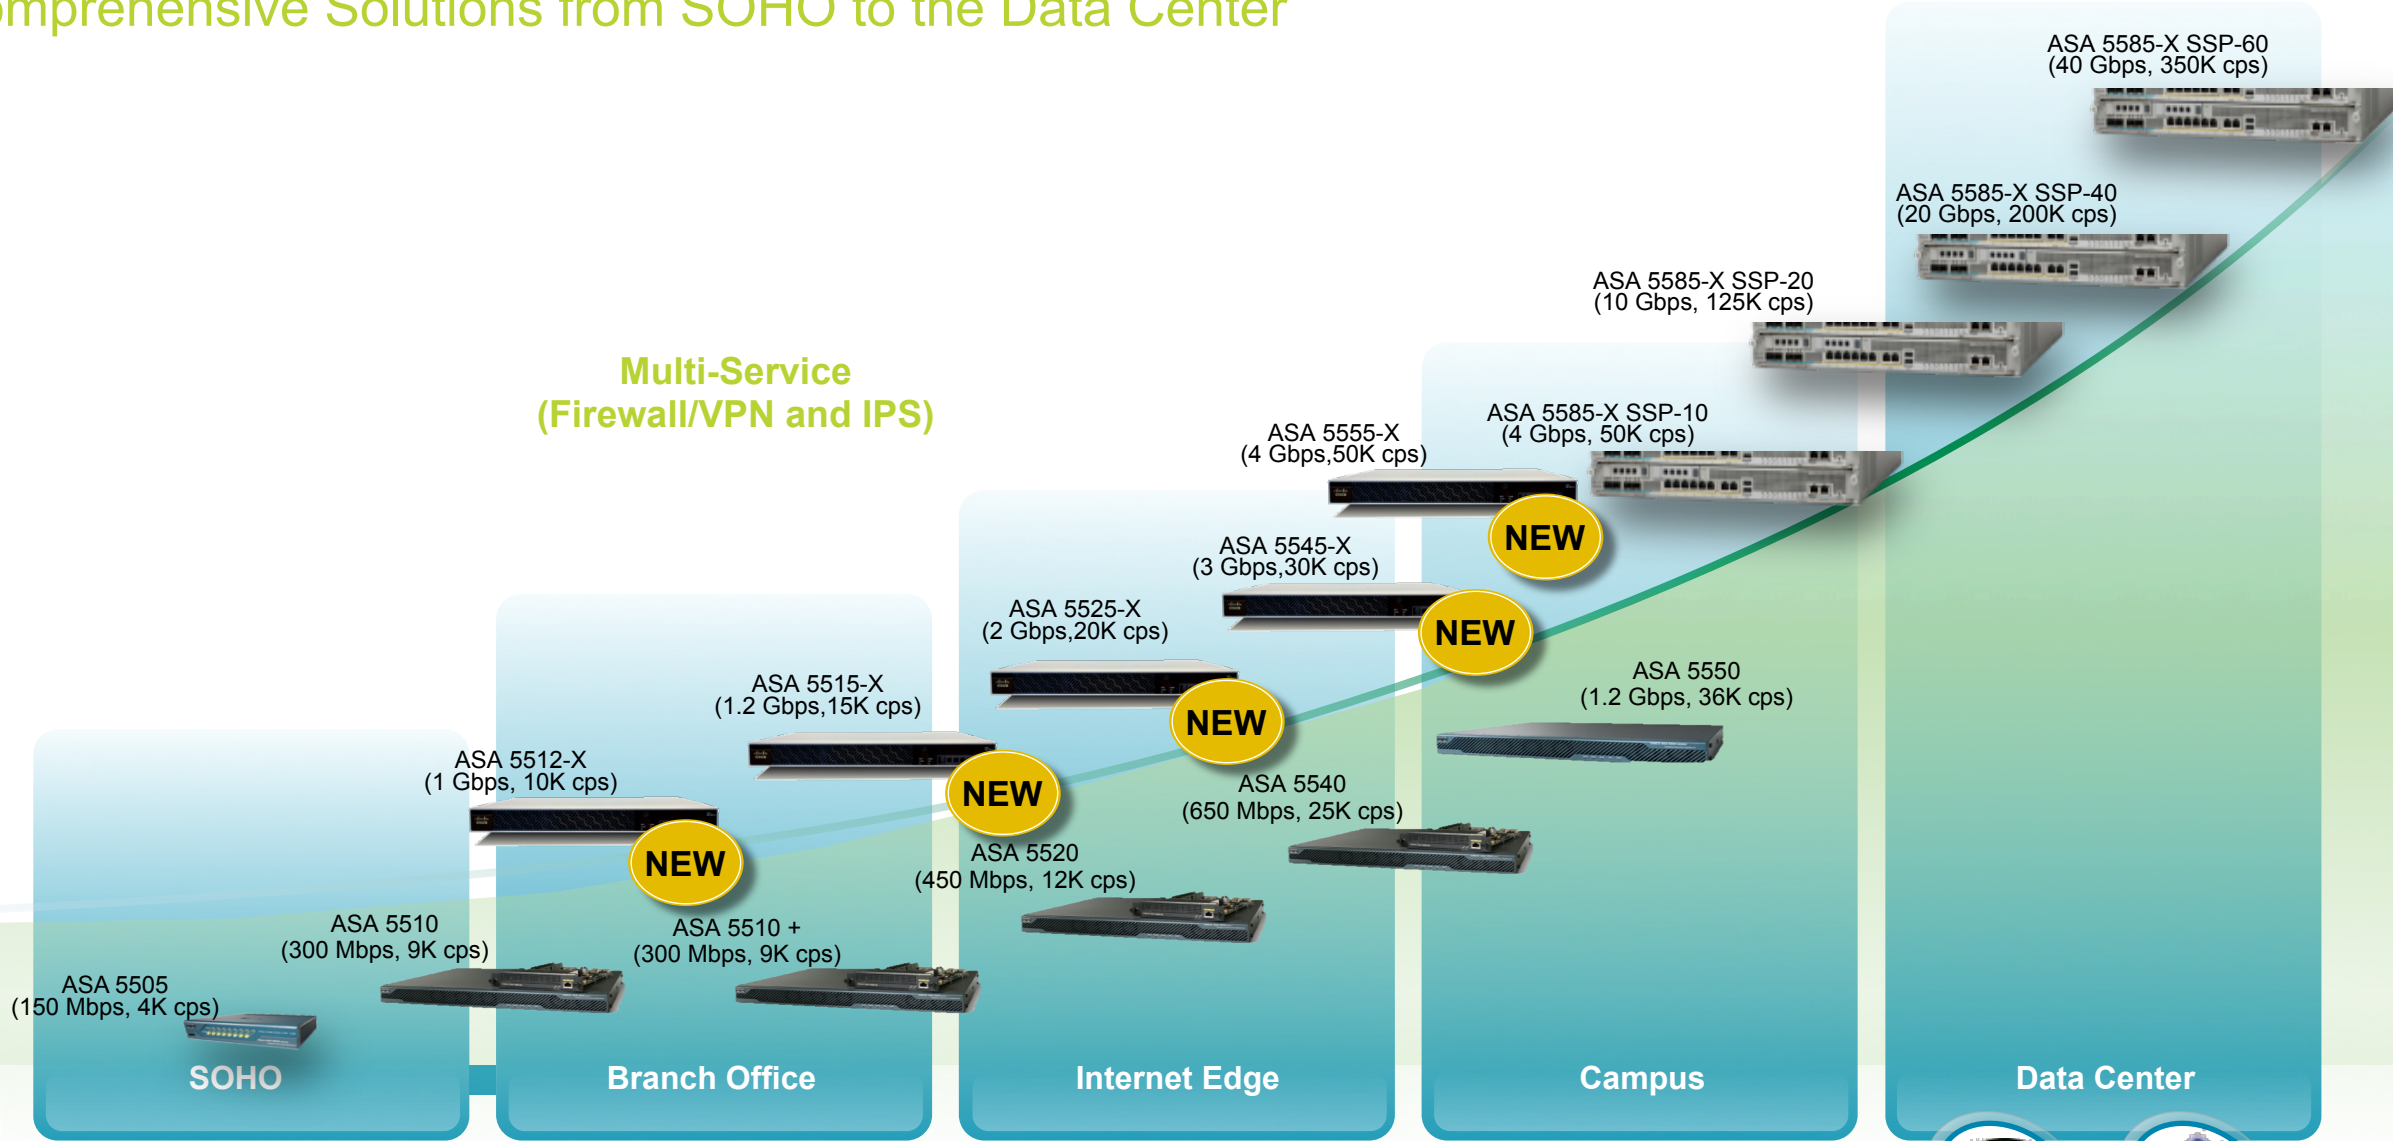 omprehensive Solutions from SOHO to the Data Center
ASA 5585-X SSP-60
(40 Gbps, 350K cps)
ASA 5585-X SSP-40
(20 Gbps, 200K cps)
ASA 5585-X SSP-20
(10 Gbps, 125K cps)
Multi-Service
(Firewall/VPN and IPS)
ASA 5585-X SSP-10
(4 Gbps, 50K cps)
ASA 5555-X
(4 Gbps,50K cps)
NEW
ASA 5545-X
(3 Gbps,30K cps)
NEW
ASA 5525-X
(2 Gbps,20K cps)
NEW
ASA 5550
(1.2 Gbps, 36K cps)
ASA 5515-X
(1.2 Gbps,15K cps)
NEW
ASA 5512-X
(1 Gbps, 10K cps)
NEW
ASA 5540
(650 Mbps, 25K cps)
ASA 5520
(450 Mbps, 12K cps)
ASA 5510
(300 Mbps, 9K cps)
ASA 5510 +
(300 Mbps, 9K cps)
ASA 5505
(150 Mbps, 4K cps)
SOHO
Branch Office
Internet Edge
Campus
Data Center